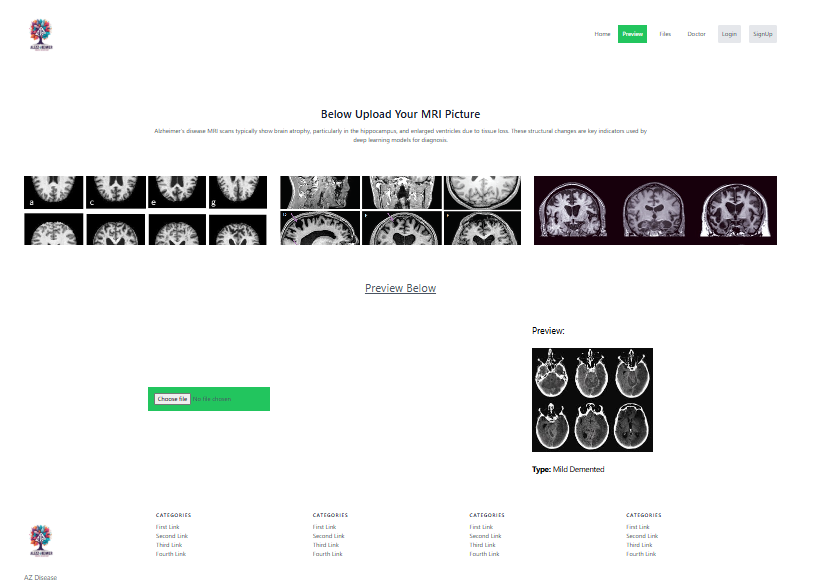 Home Preview Files Doctor Login SignUp
Below Upload Your MRI Picture
Alzheimer's disease MRI scans typically show brain atrophy, particularly in the hippocampus, and enlarged ventricles due to tissue loss. These structural changes are key indicators used by
deep learning models for diagnosis.
a c e g
Preview Below
Preview:
Choose file No file chosen
Type: Mild Demented
CATEGORIES
First Link
Second Link
Third Link
Fourth Link
CATEGORIES
First Link
Second Link
Third Link
Fourth Link
CATEGORIES
First Link
Second Link
Third Link
Fourth Link
CATEGORIES
First Link
Second Link
Third Link
Fourth Link
AZ Disease